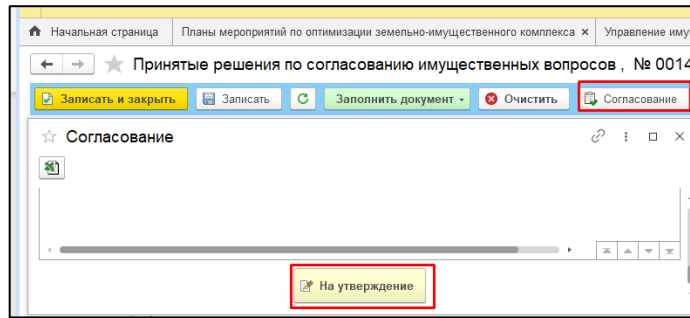 Начальная страница
Планы мероприятий по оптимизации земельно-имущественного комплекса ×
Управление иму
Принятые решения по согласованию имущественных вопросов , № 0014
Записать и закрыть
Записать
Заполнить документ
Очистить
Согласование
Согласование
На утверждение